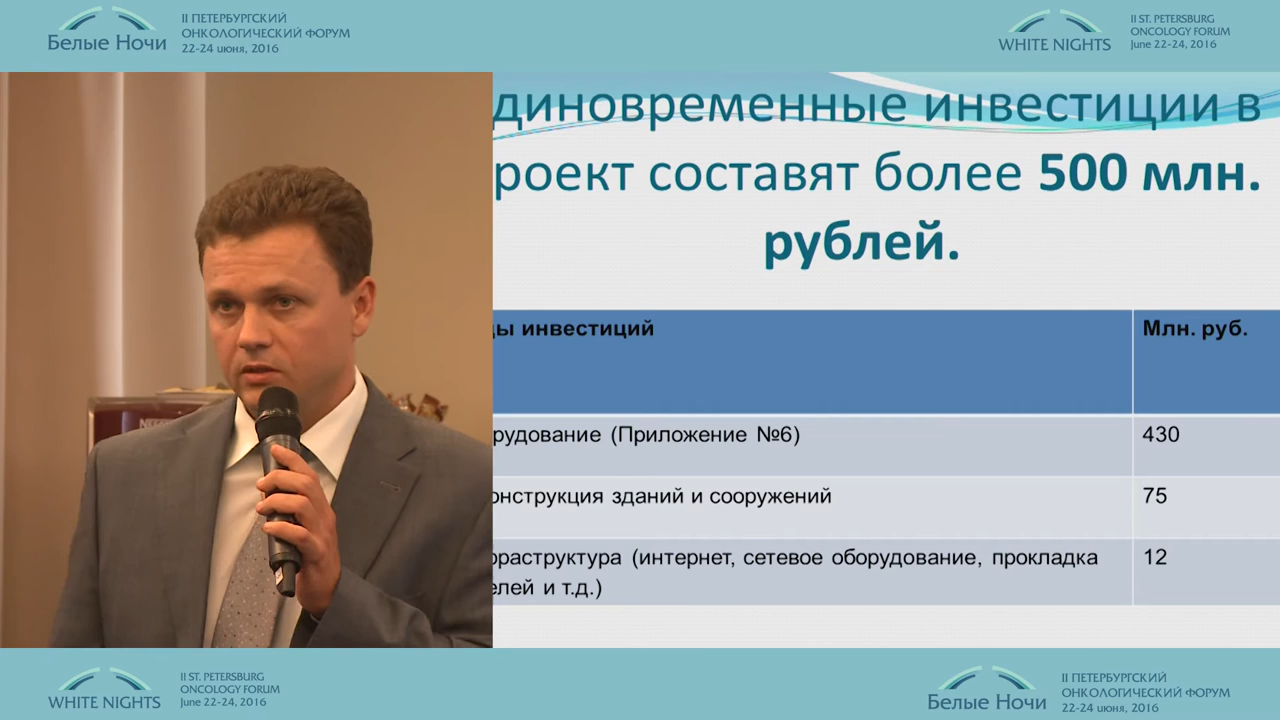 II ПЕТЕРБУРГСКИЙ
ОНКОЛОГИЧЕСКИЙ ФОРУМ
22-24 июня, 2016
Белые Ночи
II ST. PETERSBURG
ONCOLOGY FORUM
June 22-24, 2016
WHITE NIGHTS
диновременные инвестиции в
роект составят более 500 млн.
рублей.
ды инвестиций
Млн. руб.
рудование (Приложение №6)
430
онструкция зданий и сооружений
75
фраструктура (интернет, сетевое оборудование, прокладка
елей и т.д.)
12
WHITE NIGHTS
II ST. PETERSBURG
ONCOLOGY FORUM
June 22-24, 2016
Белые Ночи
II ПЕТЕРБУРГСКИЙ
ОНКОЛОГИЧЕСКИЙ ФОРУМ
22-24 июня, 2016